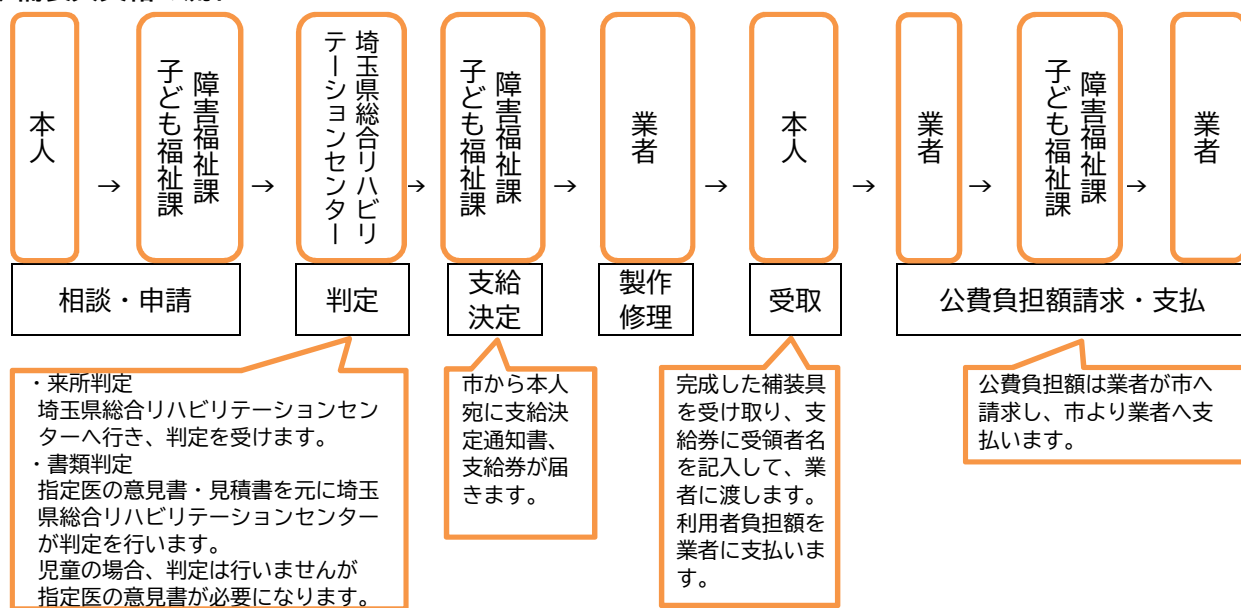 本人
→
障害福祉課
子ども福祉課
→
埼玉県総合リハビリ
テーションセンター
→
障害福祉課
子ども福祉課
→
業者
→
本人
→
業者
→
障害福祉課
子ども福祉課
→
業者
相談・申請
判定
支給
決定
製作
修理
受取
公費負担額請求・支払
・来所判定
埼玉県総合リハビリテーションセン
ターへ行き、判定を受けます。
・書類判定
指定医の意見書・見積書を元に埼玉
県総合リハビリテーションセンター
が判定を行います。
児童の場合、判定は行いませんが
指定医の意見書が必要になります。
市から本人
宛に支給決
定通知書、
支給券が届
きます。
完成した補装具
を受け取り、支
給券に受領者名
を記入して、業
者に渡します。
利用者負担額を
業者に支払いま
す。
公費負担額は業者が市へ
請求し、市より業者へ支
払います。